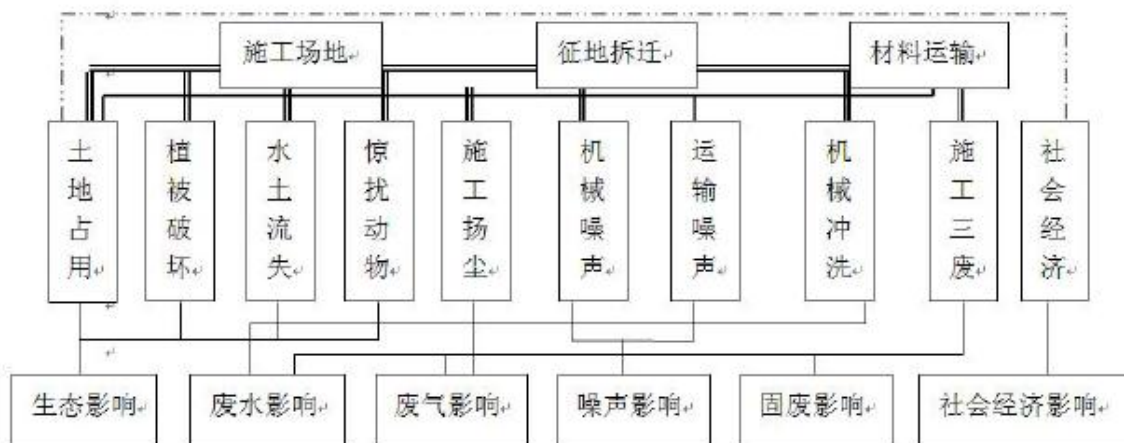 施工场地
征地拆迁
材料运输
土地占用
植被破坏
水土流失
惊扰动物
施工扬尘
机械噪声
运输噪声
机械冲洗
施工三废
社会经济
生态影响
废水影响
废气影响
噪声影响
固废影响
社会经济影响